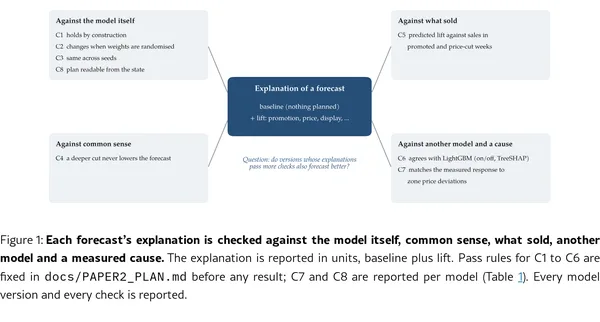 Against the model itself
C1 holds by construction
C2 changes when weights are randomised
C3 same across seeds
C8 plan readable from the state
Against what sold
C5 predicted lift against sales in
promoted and price-cut weeks
Explanation of a forecast
baseline (nothing planned)
+ lift: promotion, price, display, ...
Against common sense
C4 a deeper cut never lowers the forecast
Question: do versions whose explanations
pass more checks also forecast better?
Against another model and a cause
C6 agrees with LightGBM (on/off, TreeSHAP)
C7 matches the measured response to
zone price deviations
Figure 1: Each forecast's explanation is checked against the model itself, common sense, what sold, another
model and a measured cause. The explanation is reported in units, baseline plus lift. Pass rules for C1 to C6 are
fixed in docs/PAPER2_PLAN.md before any result; C7 and C8 are reported per model (Table 1). Every model
version and every check is reported.